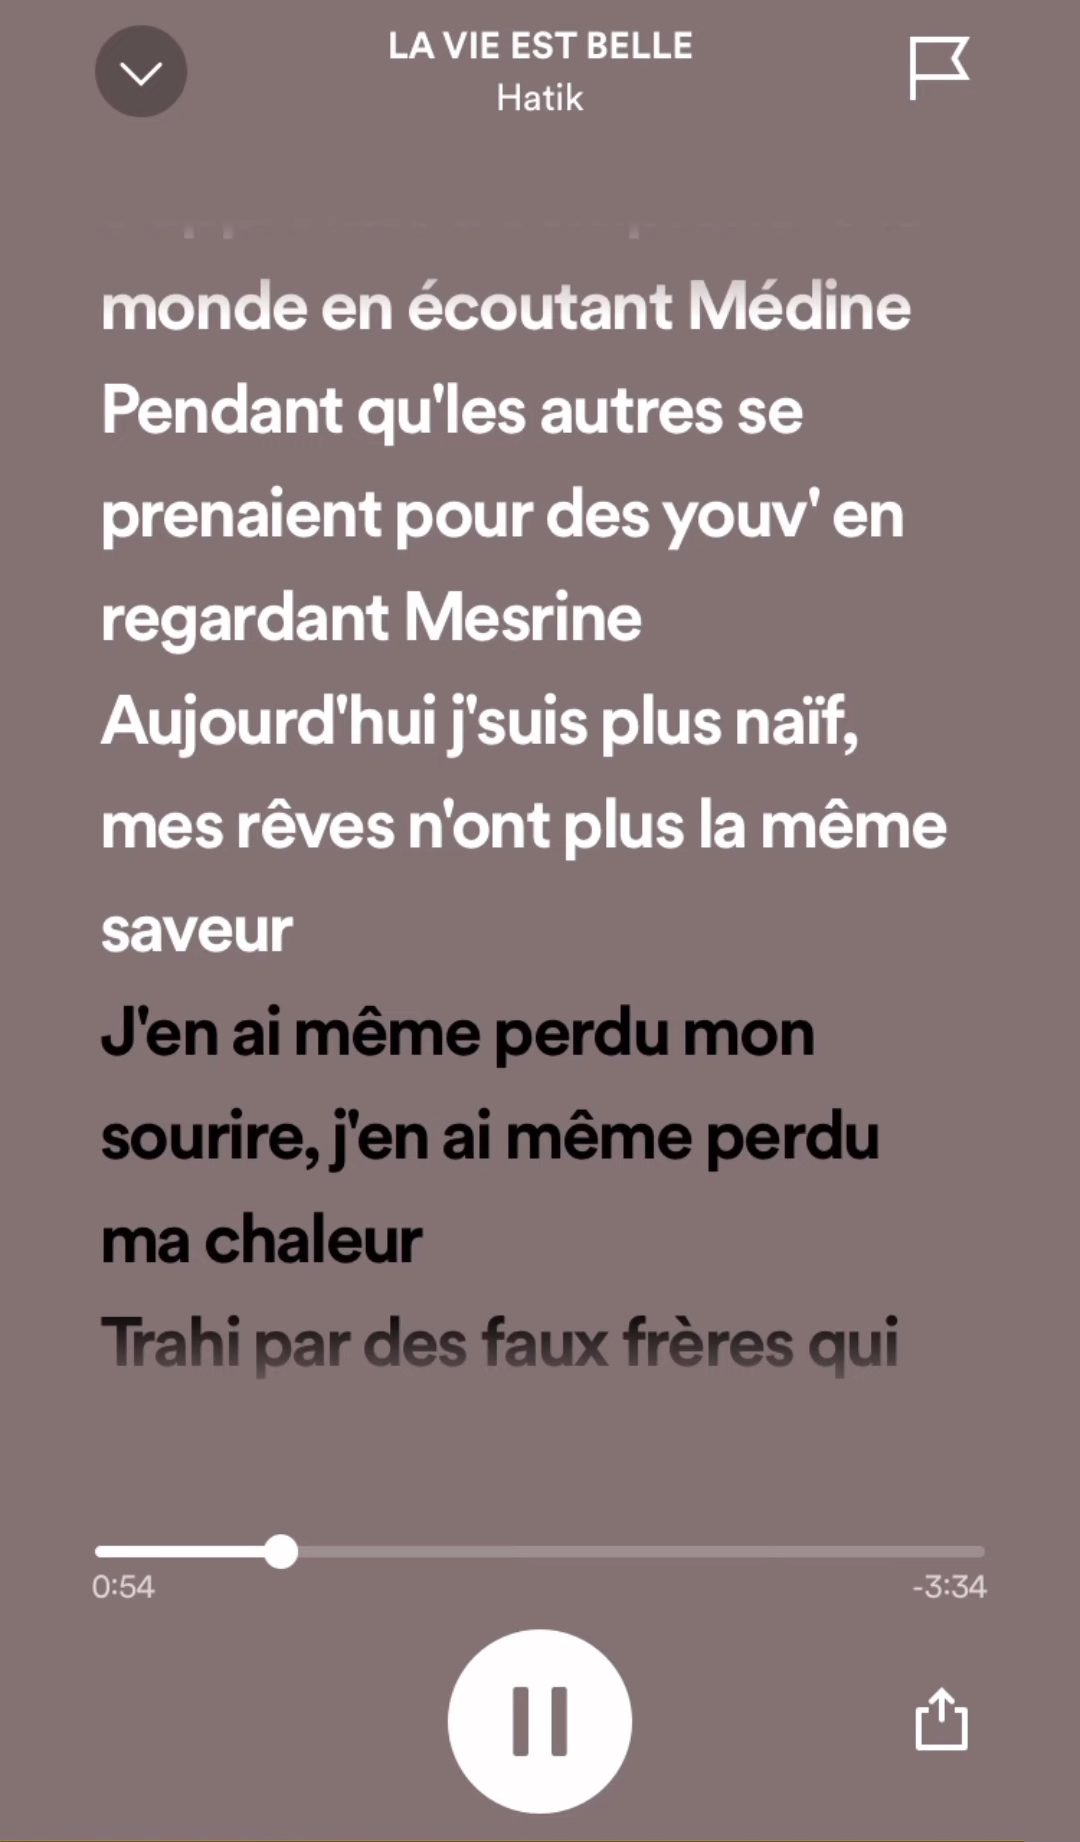 LA VIE EST BELLE
Hatik
monde en écoutant Médine
Pendant qu'les autres se
prenaient pour des youv' en
regardant Mesrine
Aujourd'hui j'suis plus naïf,
mes rêves n'ont plus la même
saveur
J'en ai même perdu mon
sourire, j'en ai même perdu
ma chaleur
Trahi par des faux frères qui
0:54
-3:34